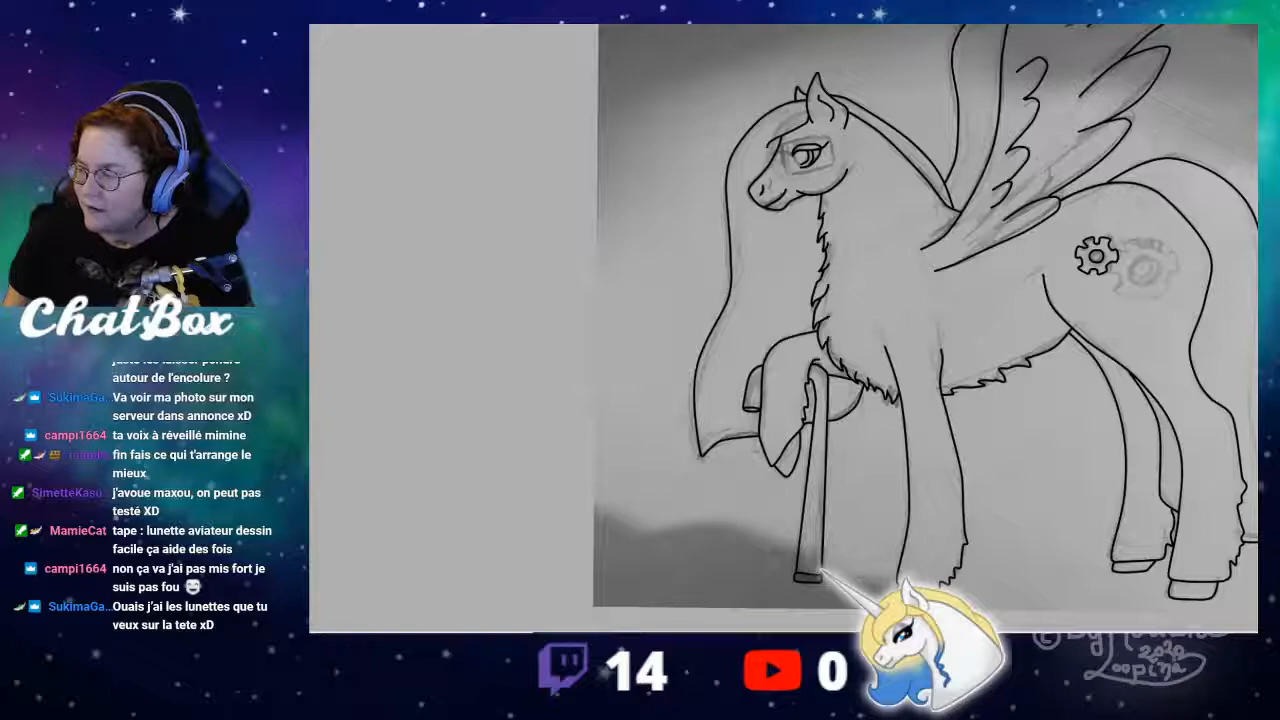 ChatBox
autour de l'encolure ?
SukimaGa.. Va voir ma photo sur mon
serveur dans annonce xD
campi1664 ta voix à réveillé mimine
fin fais ce qui t'arrange le
mieux
SimetteKasu.. j'avoue maxou, on peut pas
testé XD
MamieCat tape : lunette aviateur dessin
facile ça aide des fois
campi1664 non ça va j'ai pas mis fort je
suis pas fou
SukimaGa.. Ouais j'ai les lunettes que tu
veux sur la tete xD
14
0
2020
Loopina